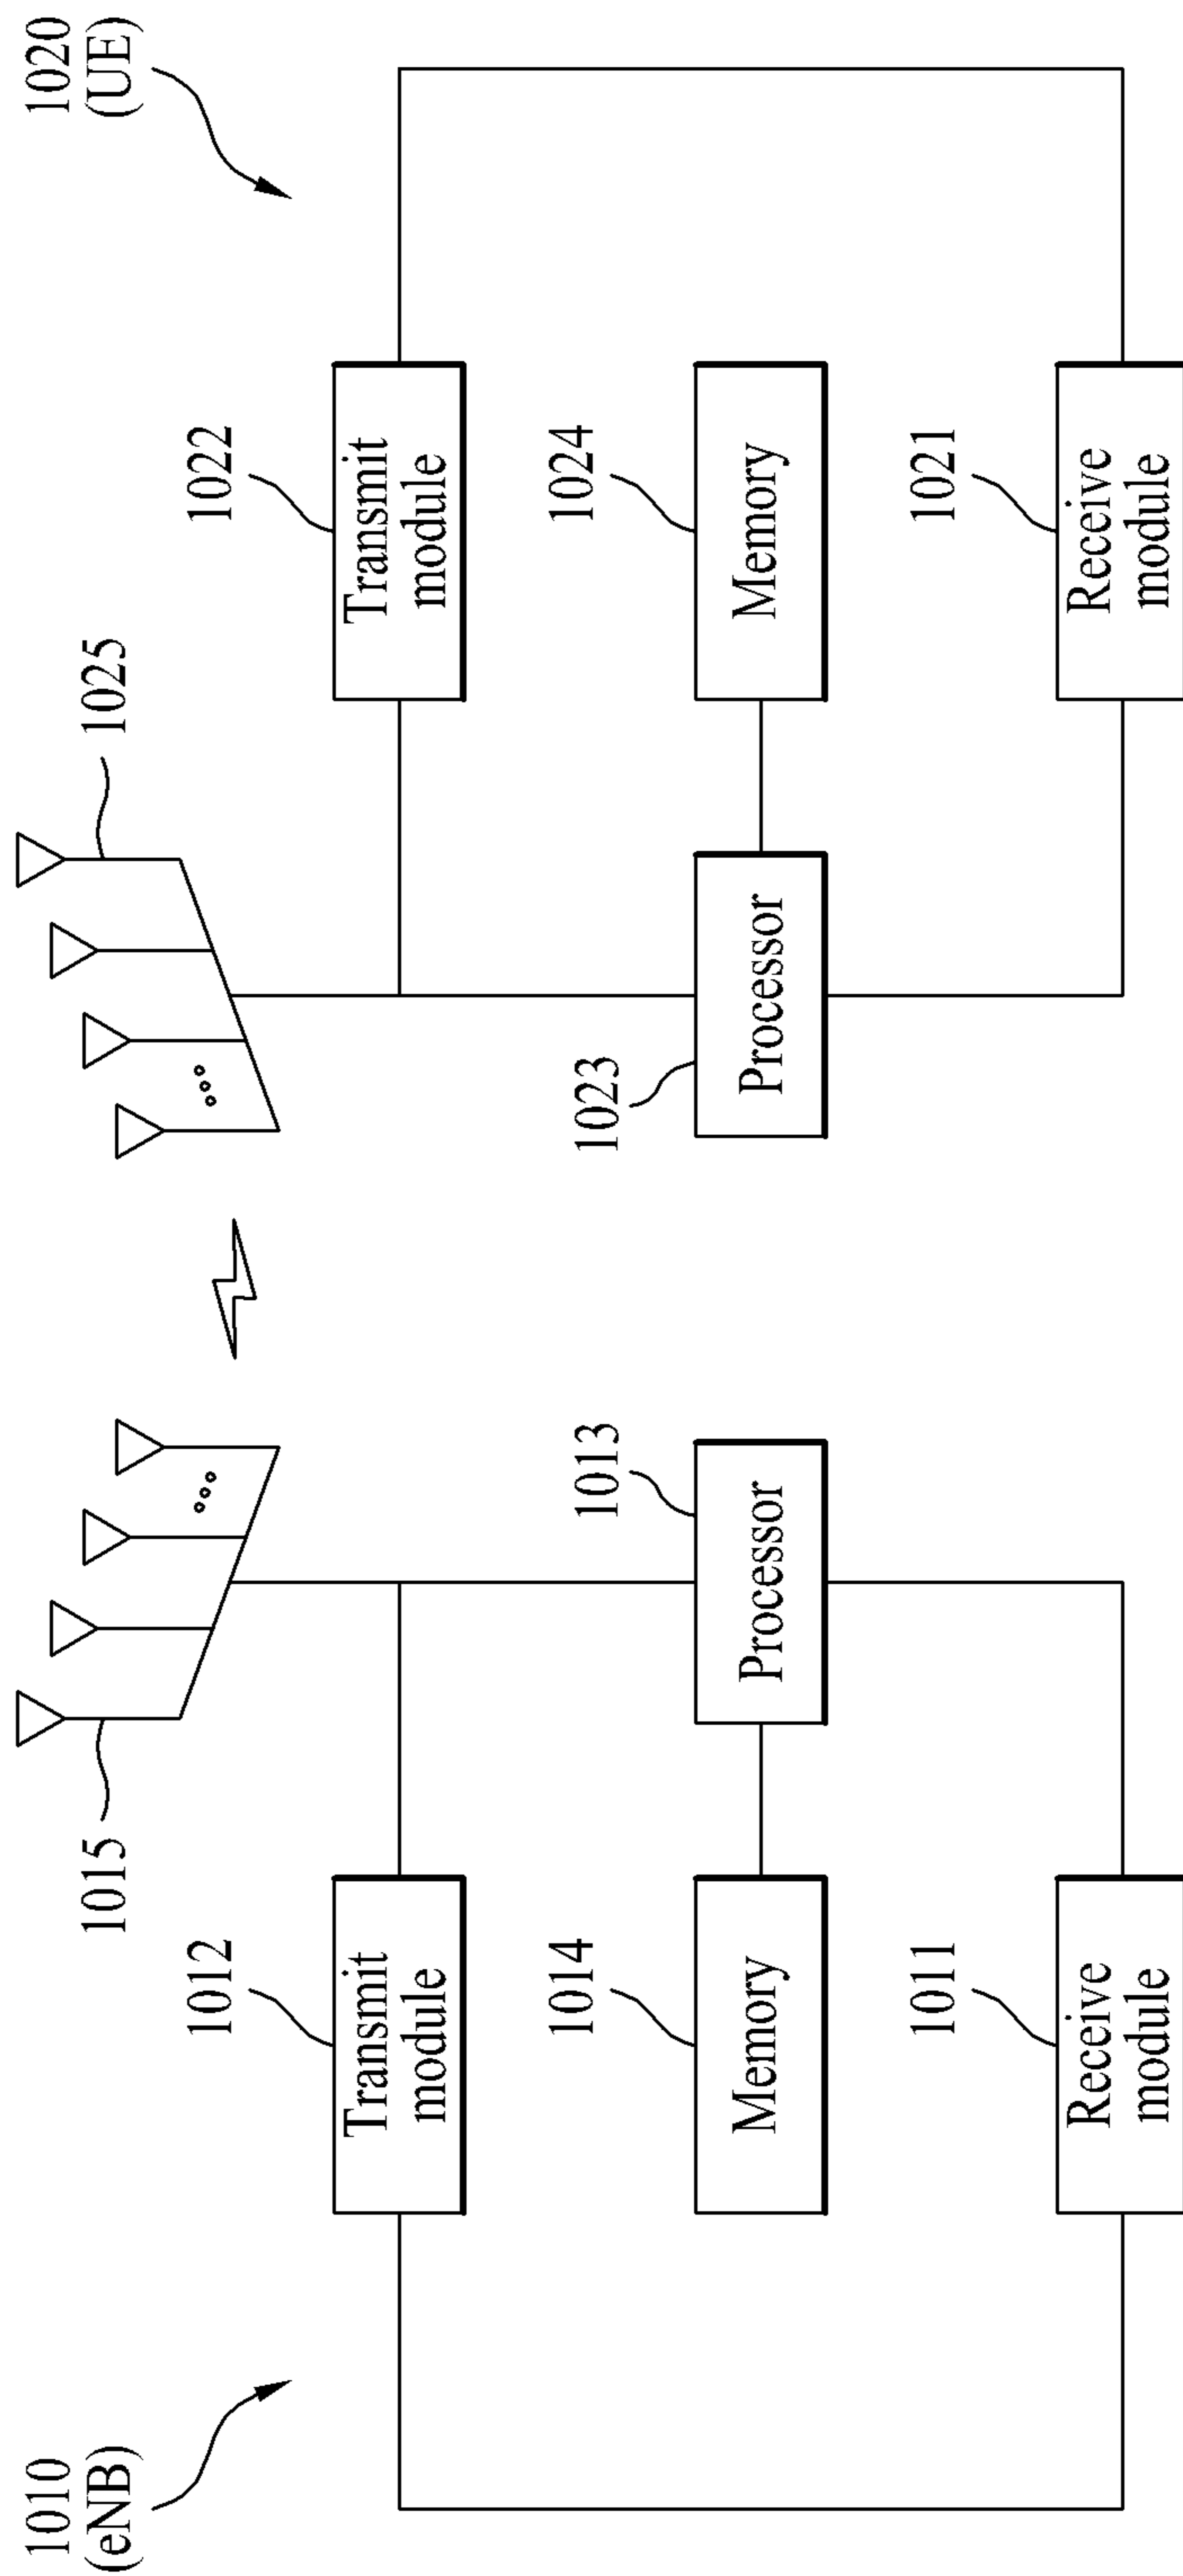 1010
(eNB)
1020
(UE)
1015
1025
1012
Transmit
module
1022
Transmit
module
1014
Memory
1013
Processor
1023
Processor
1024
Memory
1011
Receive
module
1021
Receive
module